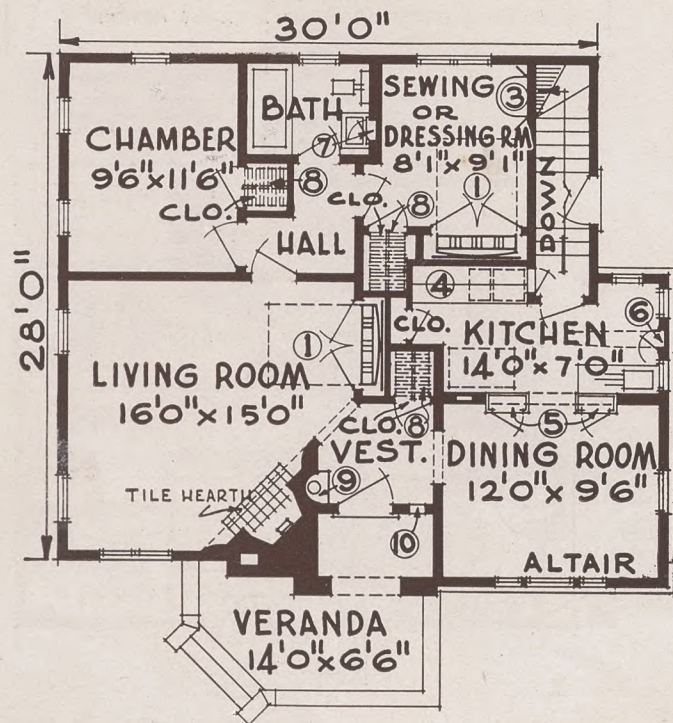 30'0"
28'0"
CHAMBER
9'6"x11'6"
CLO.
BATH
7
8
SEWING
OR
DRESSING RM
8'1"x9'1"
3
1
DOWN
CLO.
8
HALL
4
CLO.
KITCHEN
14'0"x7'0"
6
LIVING ROOM
16'0"x15'0"
1
CLO.
8
VEST.
5
DINING ROOM
12'0"x9'6"
TILE HEARTH
9
10
ALTAIR
VERANDA
14'0"x6'6"